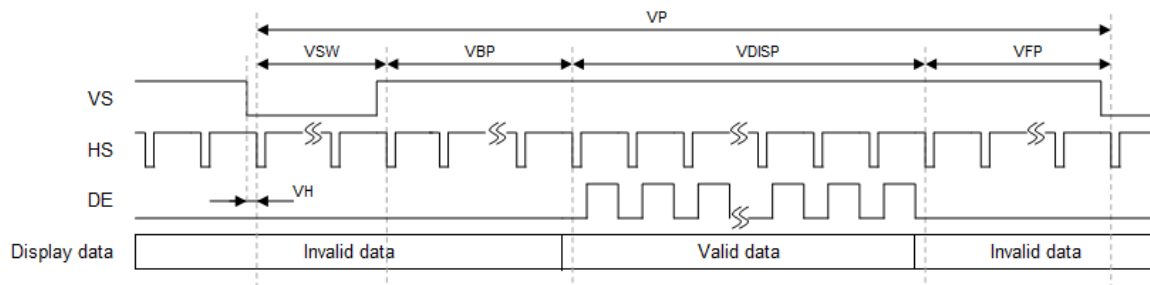 VP
VSW VBP VDISP VFP
VS
HS
VH
DE
Display data Invalid data Valid data Invalid data